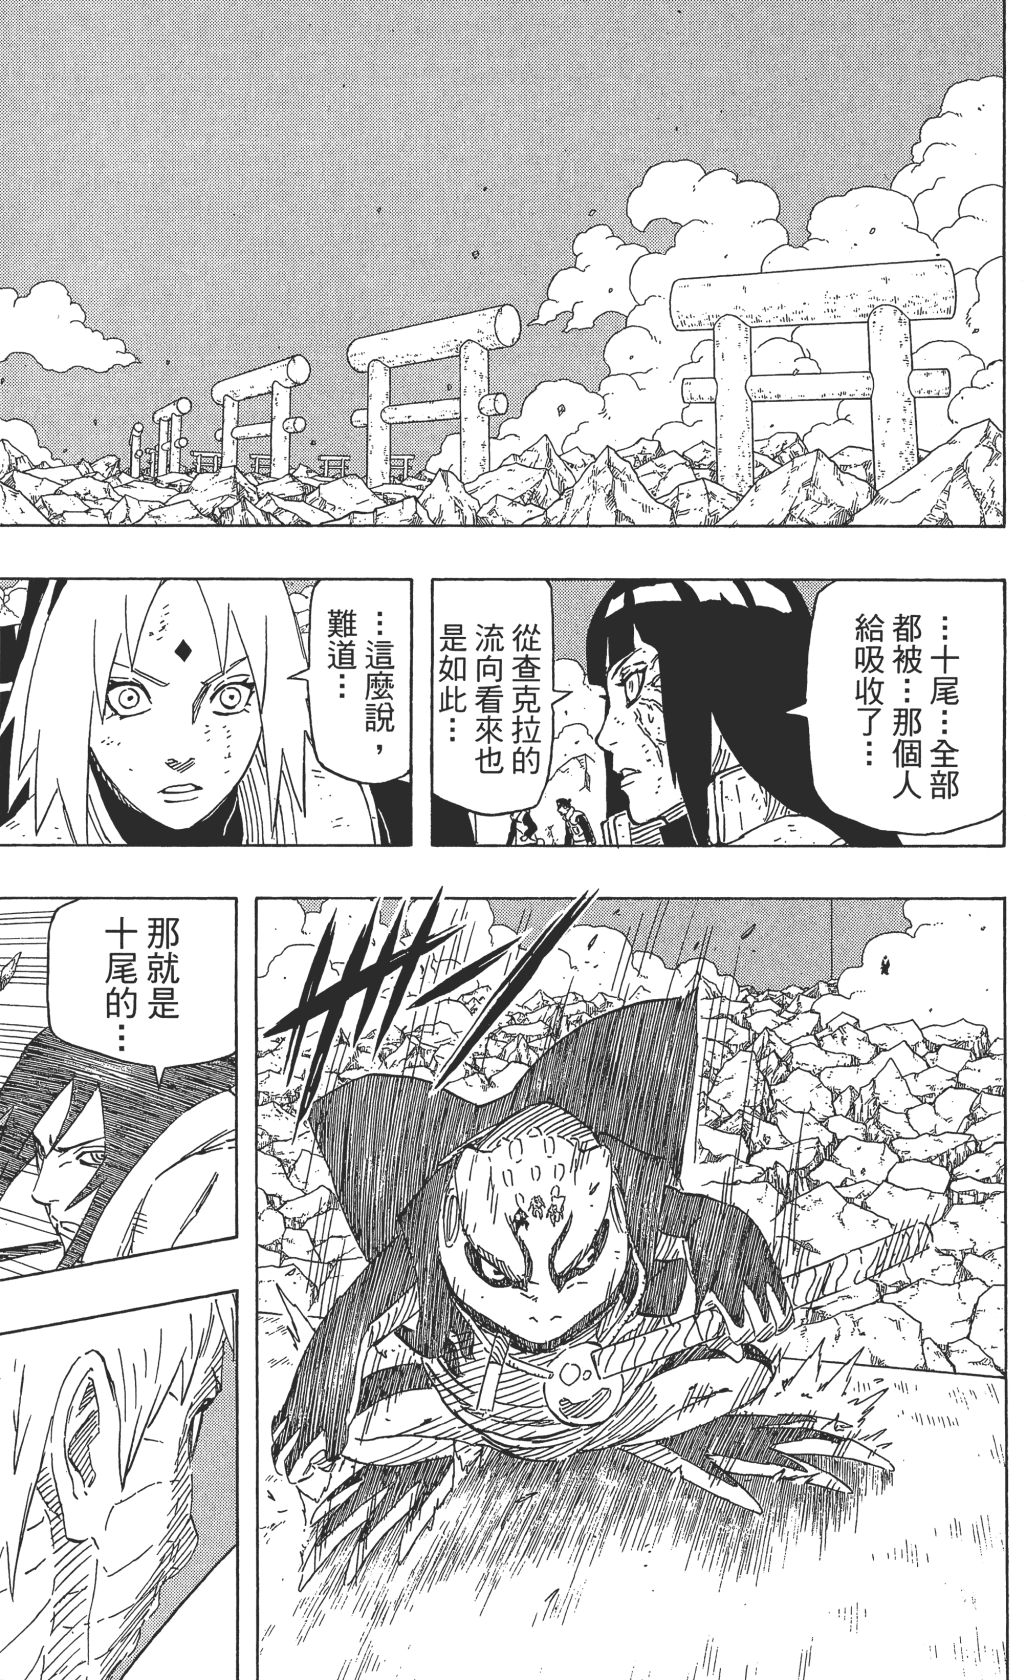 …十尾…全部
都被…那個人
給吸收了…
從查克拉的
流向看來也
是如此…
…這麼說，
難道…
那就是
十尾的…